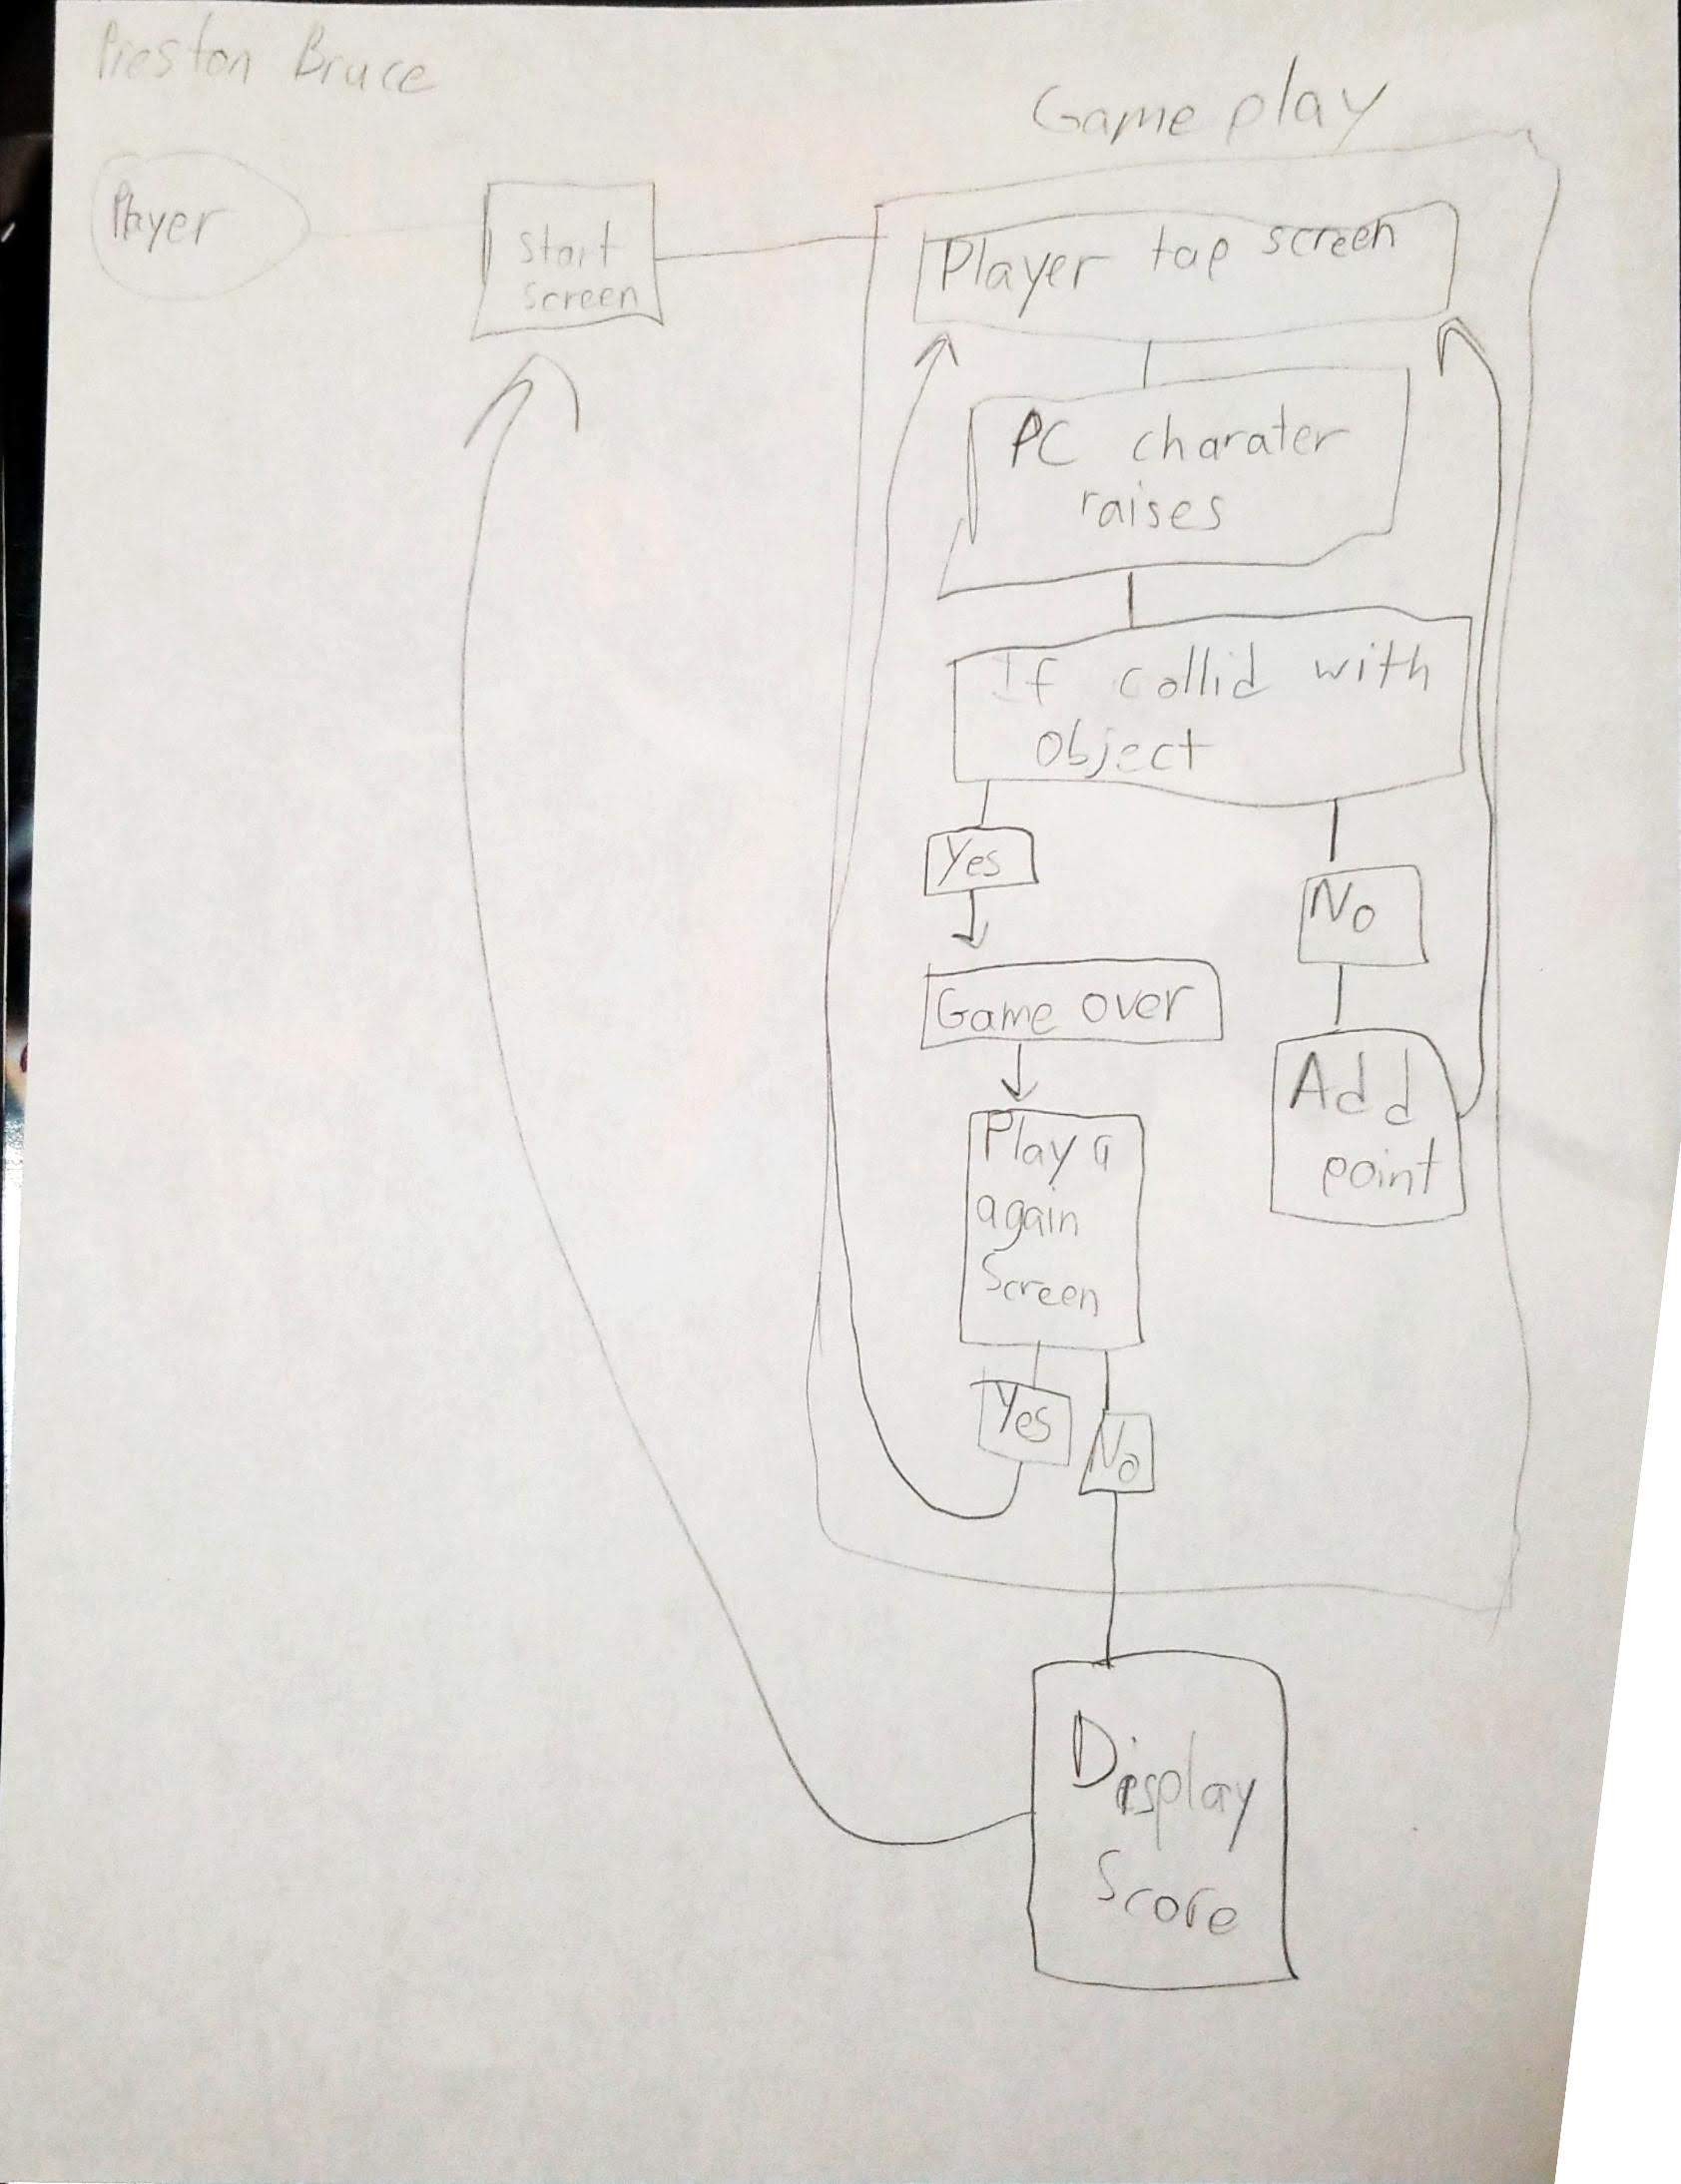 Preston Bruce
Game play
Player
Start
screen
Player tap screen
PC charater
raises
If collid with
object
Yes
No
Game over
Add
point
Play a
again
Screen
Yes
No
Display
Score